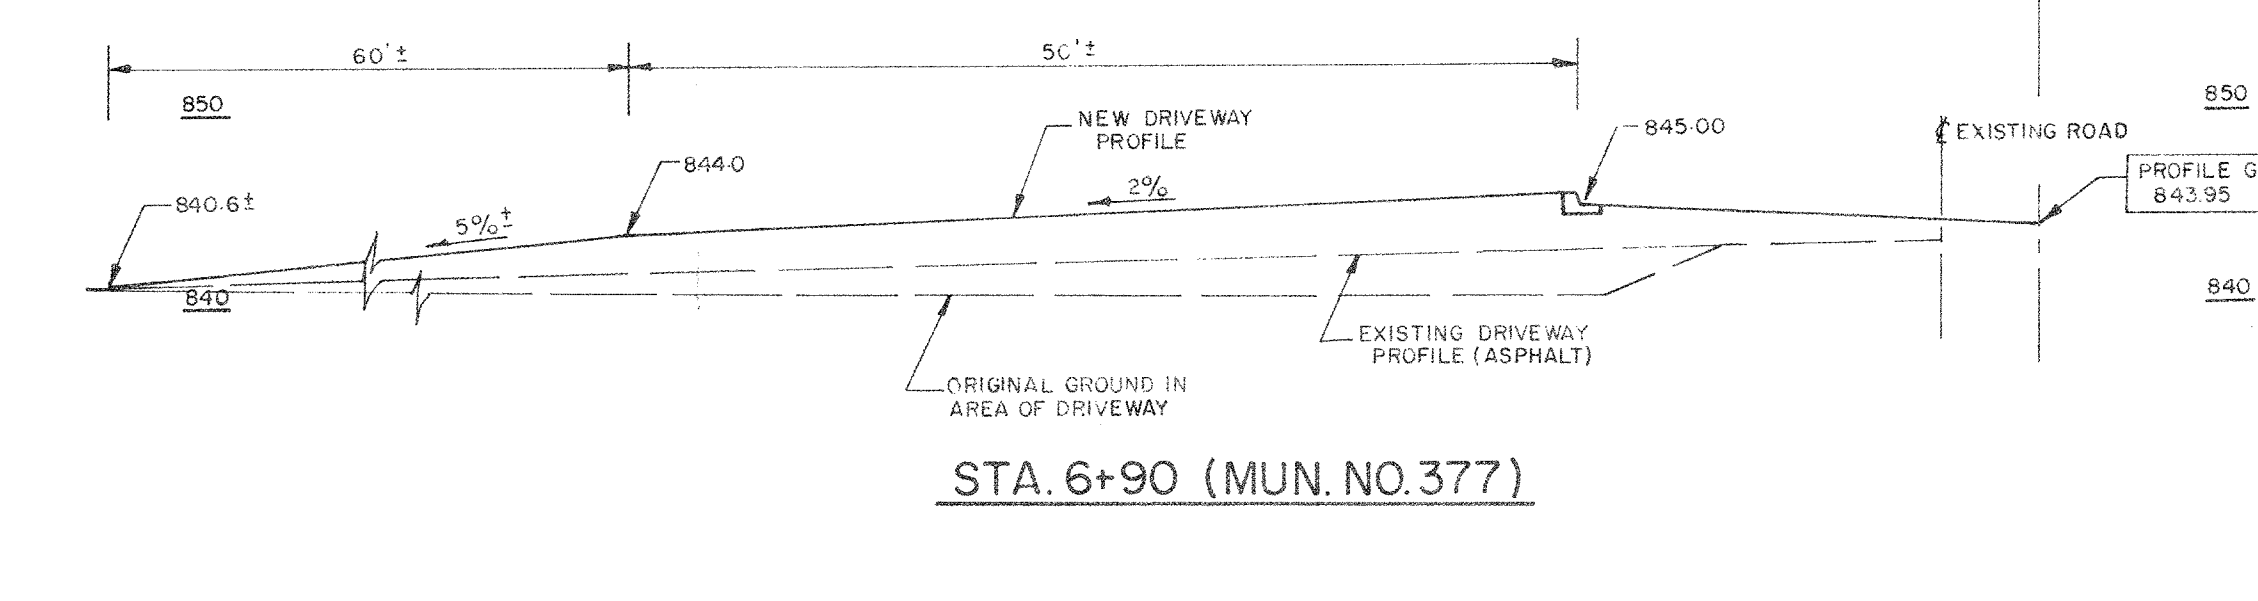 60'±
50'±
850
850
NEW DRIVEWAY
PROFILE
845.00
℄ EXISTING ROAD
844.0
2%
PROFILE G
843.95
840.6±
5%±
840
840
EXISTING DRIVEWAY
PROFILE (ASPHALT)
ORIGINAL GROUND IN
AREA OF DRIVEWAY
STA. 6+90 (MUN. NO. 377)